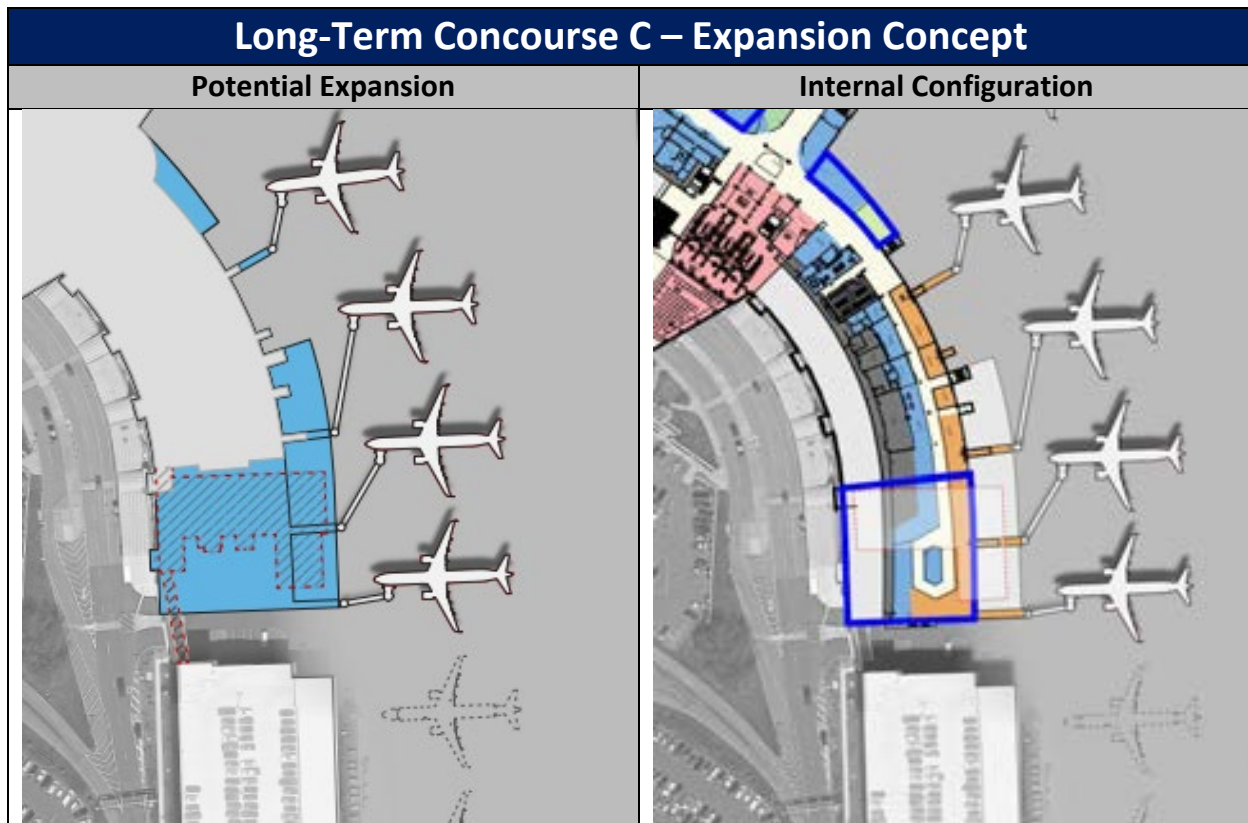 Long-Term Concourse C – Expansion Concept
Potential Expansion
Internal Configuration